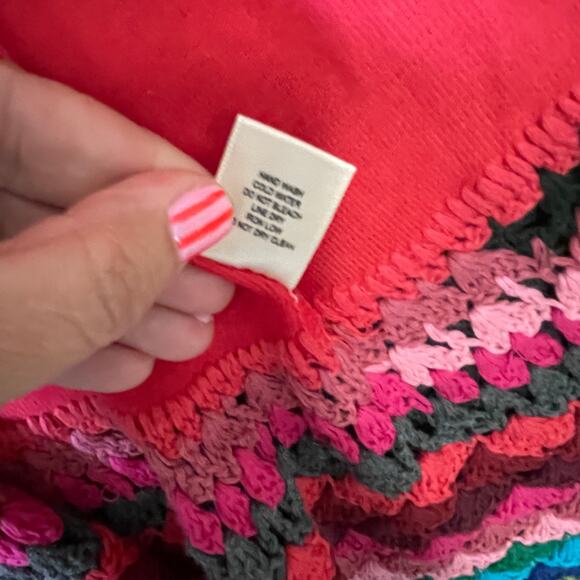 HAND WASH
COLD WATER
DO NOT BLEACH
LINE DRY
IRON LOW
NOT DRY CLEAN